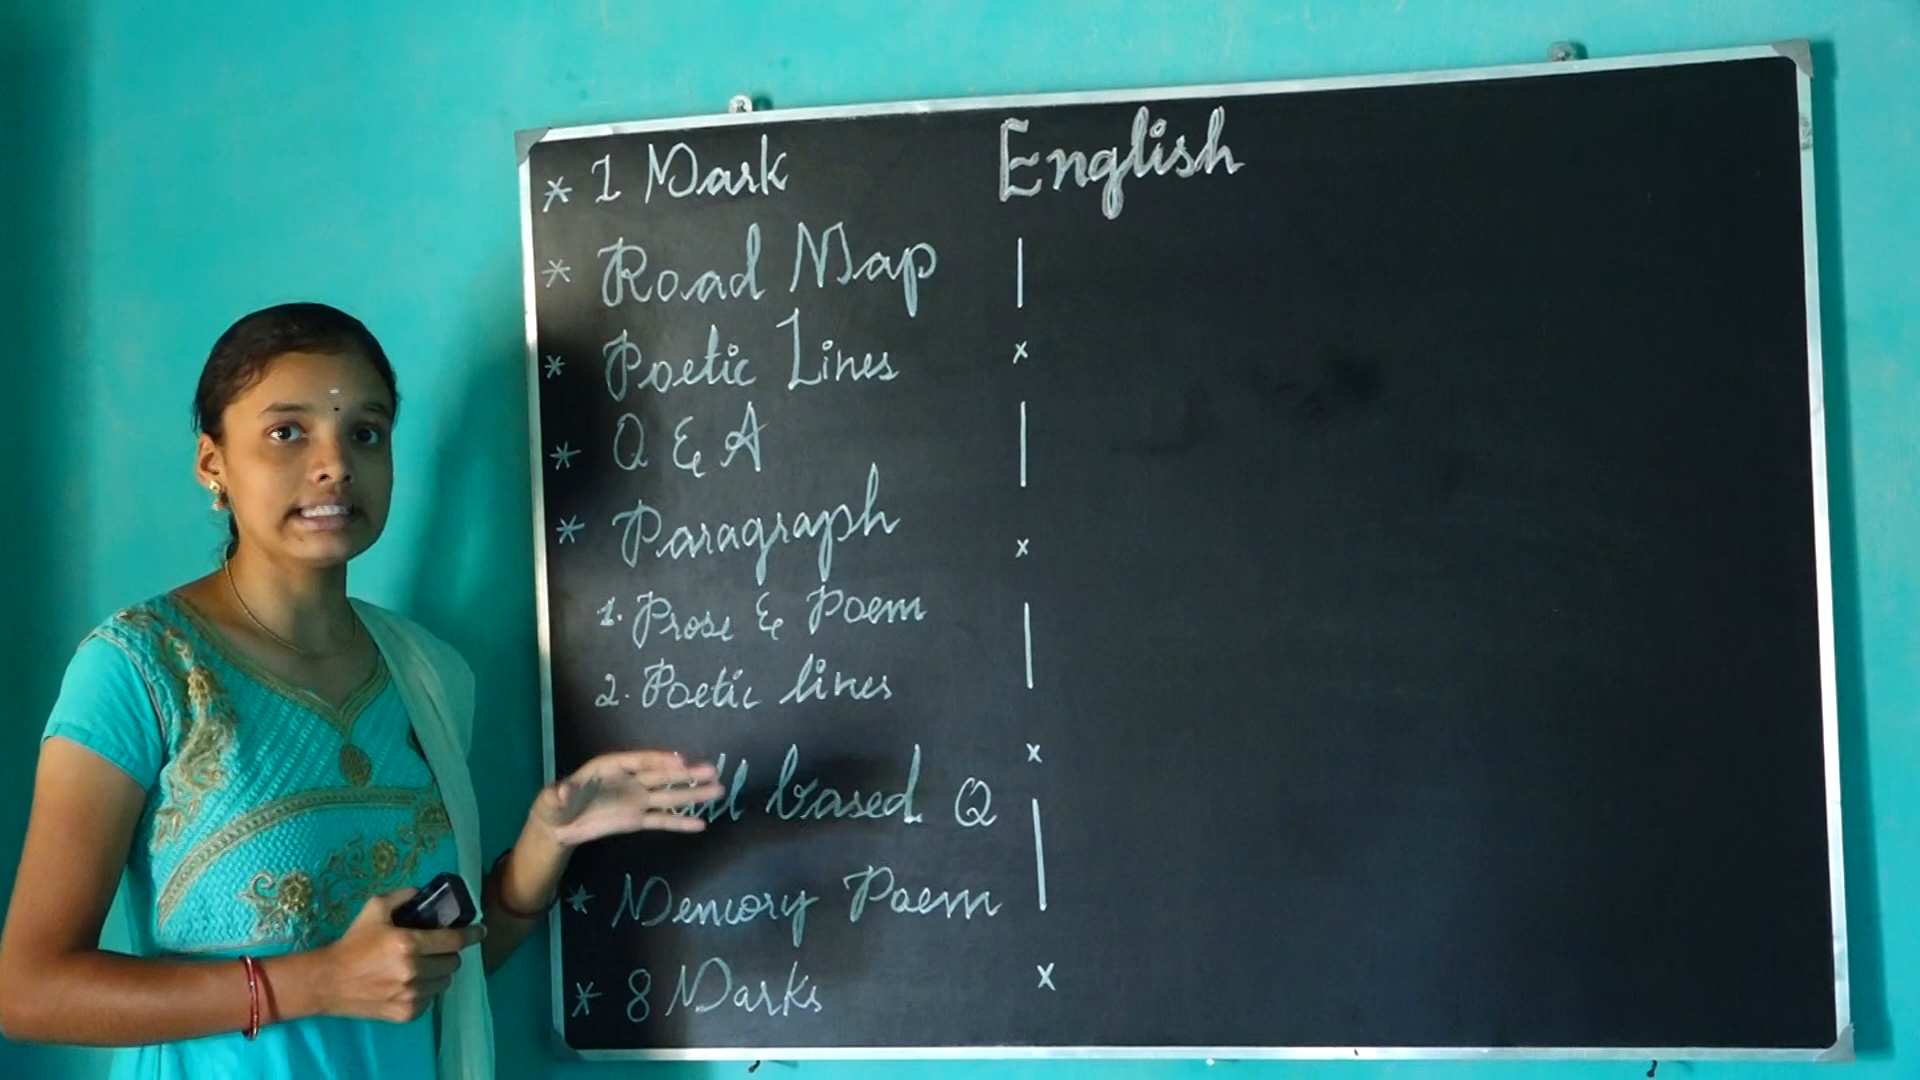 English
* 1 Mark
* Road Map
* Poetic Lines
* Q & A
* Paragraph
1. Prose & Poem
2. Poetic lines
based Q
* Memory Poem
* 8 Marks